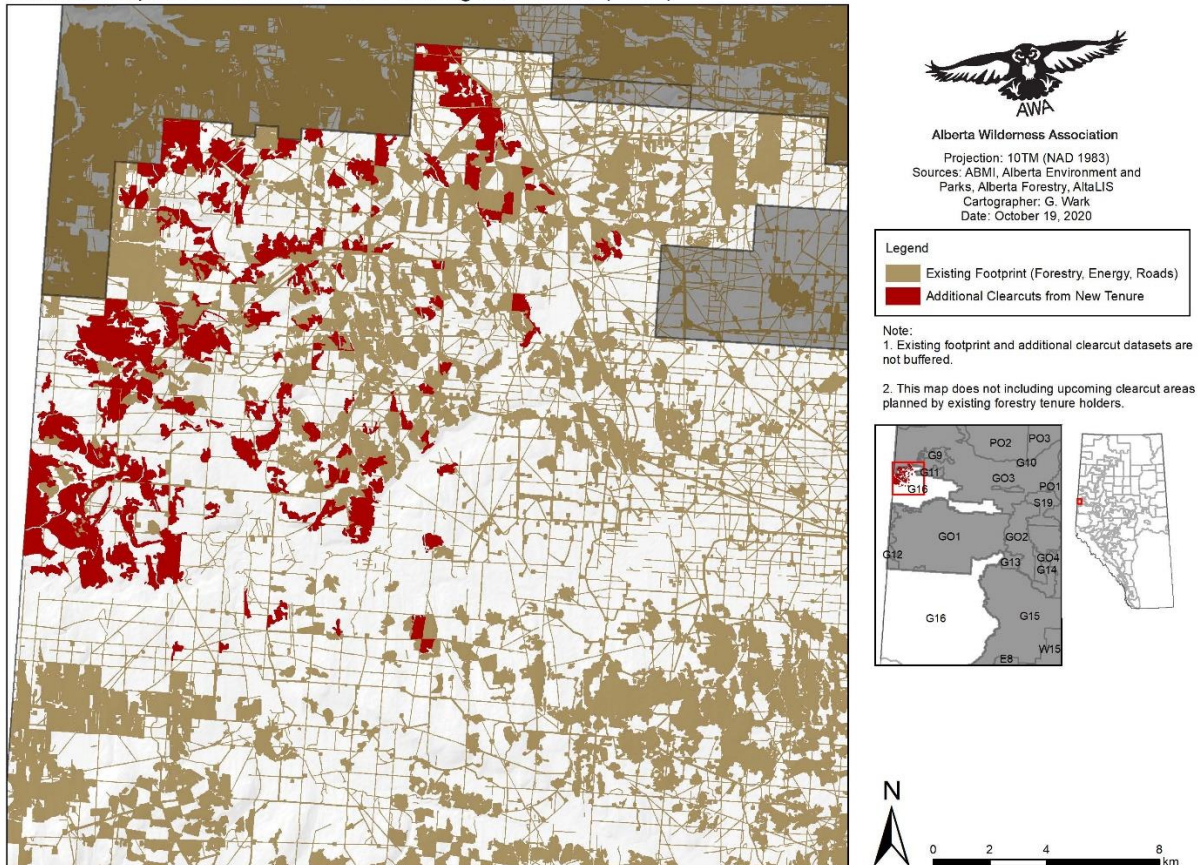 AWA
Alberta Wilderness Association
Projection: 10TM (NAD 1983)
Sources: ABMI, Alberta Environment and
Parks, Alberta Forestry, AltaLIS
Cartographer: G. Wark
Date: October 19, 2020
Legend
Existing Footprint (Forestry, Energy, Roads)
Additional Clearcuts from New Tenure
Note:
1. Existing footprint and additional clearcut datasets are
not buffered.
2. This map does not including upcoming clearcut areas
planned by existing forestry tenure holders.
PO2
PO3
G9
G10
G11
GO3
PO1
G16
S19
GO1
GO2
G12
G13
GO4
G14
G16
G15
W15
E8
N
0 2 4 8
km